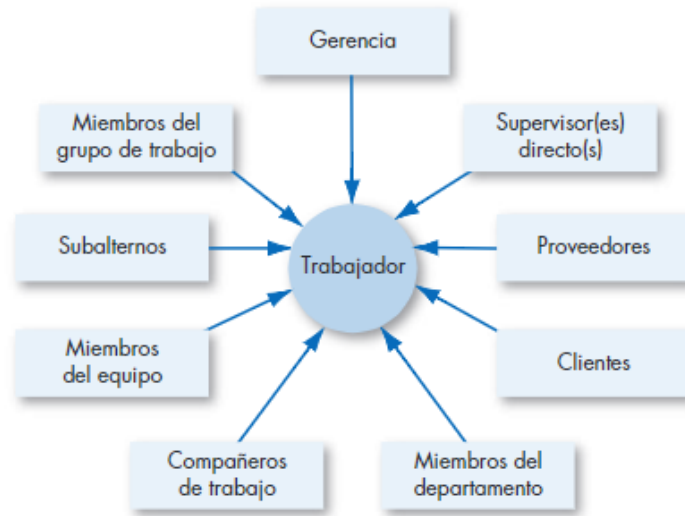 Gerencia
Miembros del
grupo de trabajo
Supervisor(es)
directo(s)
Subalternos
Trabajador
Proveedores
Miembros
del equipo
Clientes
Compañeros
de trabajo
Miembros del
departamento